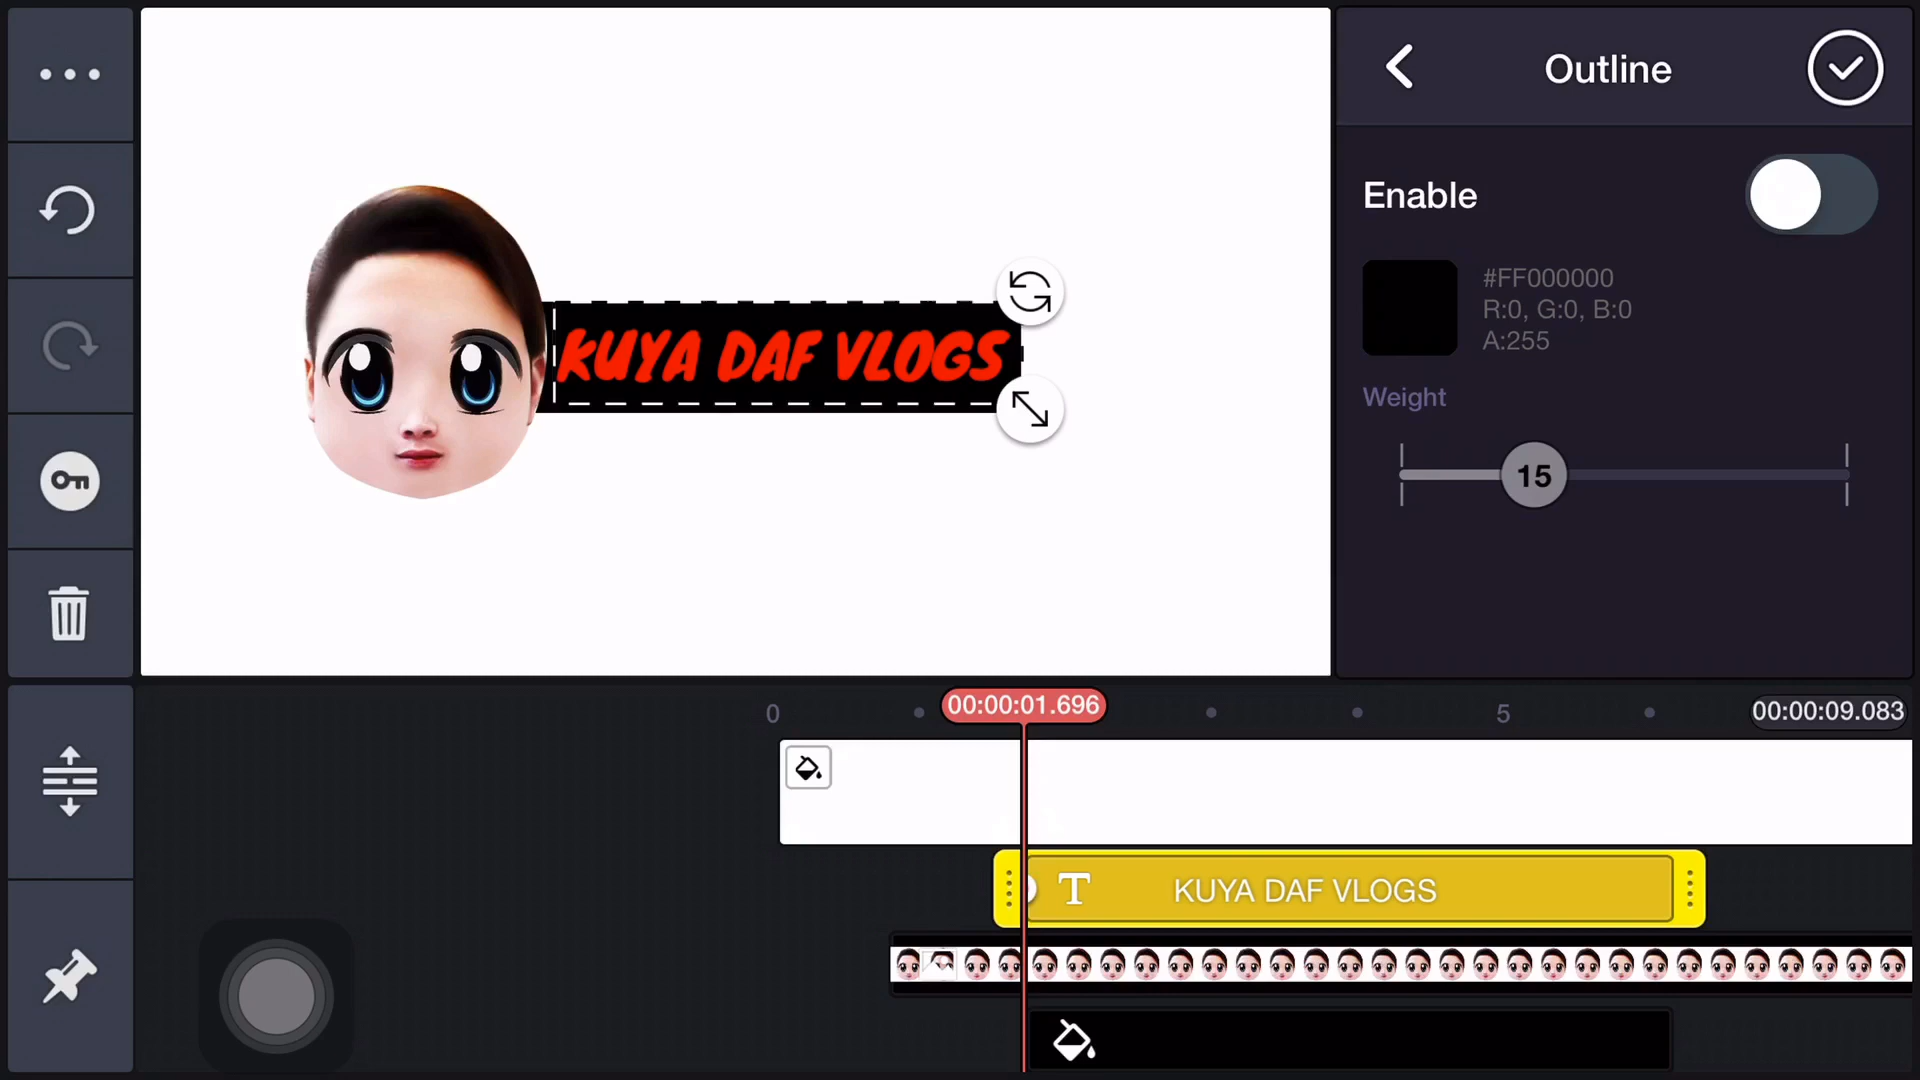 Outline
Enable
#FF000000
R:0, G:0, B:0
A:255
Weight
15
KUYA DAF VLOGS
0
00:00:01.696
5
00:00:09.083
T KUYA DAF VLOGS